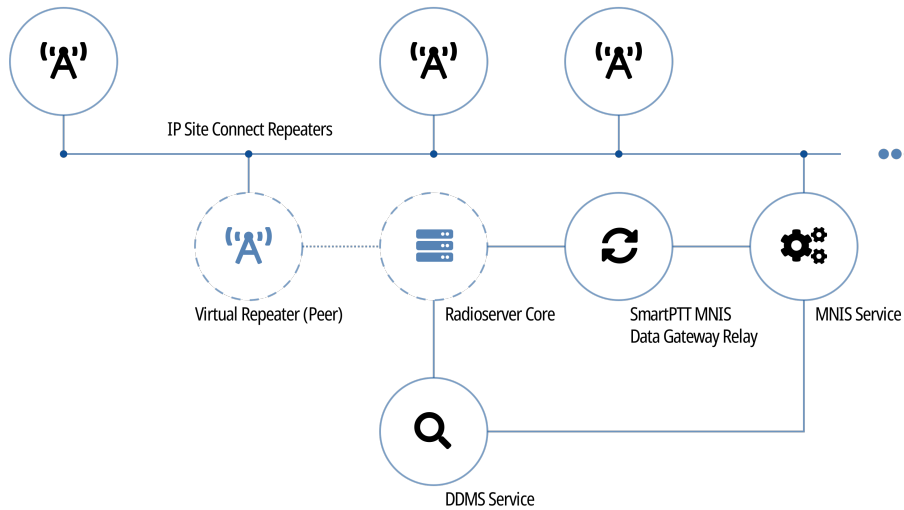 IP Site Connect Repeaters
Virtual Repeater (Peer)
Radioserver Core
SmartPTT MNIS
Data Gateway Relay
MNIS Service
DDMS Service